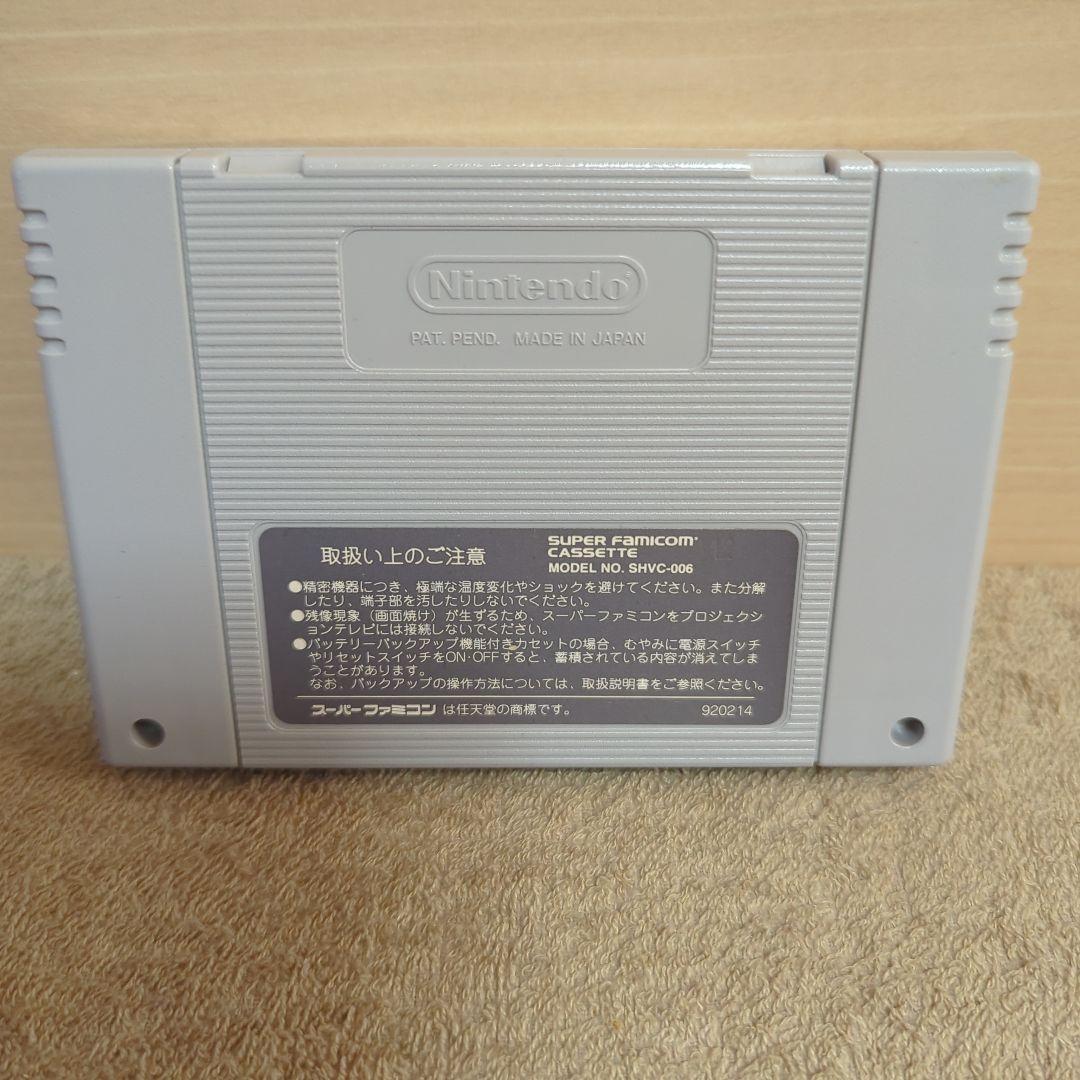 Nintendo®
PAT. PEND. MADE IN JAPAN
取扱い上のご注意
SUPER FAMICOM
CASSETTE
MODEL NO. SHVC-006
●精密機器につき、極端な温度変化やショックを避けてください。また分解
したり、端子部を汚したりしないでください。
●残像現象（画面焼け）が生ずるため、スーパーファミコンをプロジェクシ
ョンテレビには接続しないでください。
●バッテリーバックアップ機能付きカセットの場合、むやみに電源スイッチ
やリセットスイッチをON·OFFすると、蓄積されている内容が消えてしま
うことがあります。
なお、バックアップの操作方法については、取扱説明書をご参照ください。
スーパーファミコン は任天堂の商標です。
920214